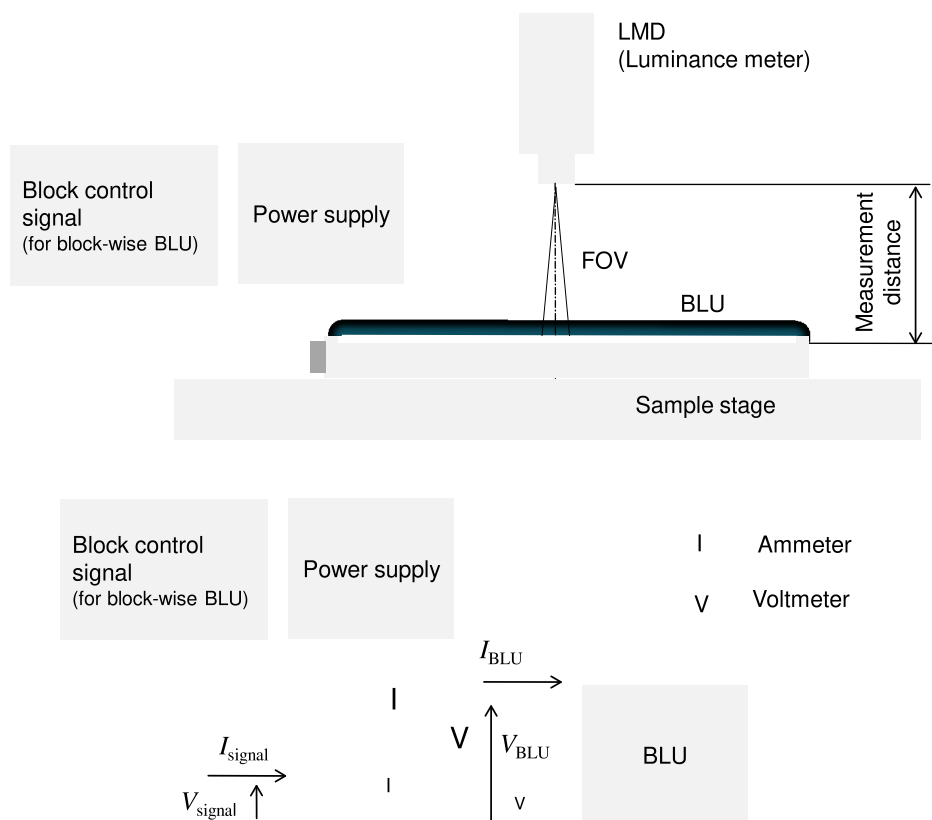 LMD
(Luminance meter)
Block control
signal
(for block-wise BLU)
Power supply
Measurement
distance
FOV
BLU
Sample stage
Block control
signal
(for block-wise BLU)
Power supply
I Ammeter
V Voltmeter
I_BLU
I
V
V_BLU
BLU
I_signal
I
V_signal
V